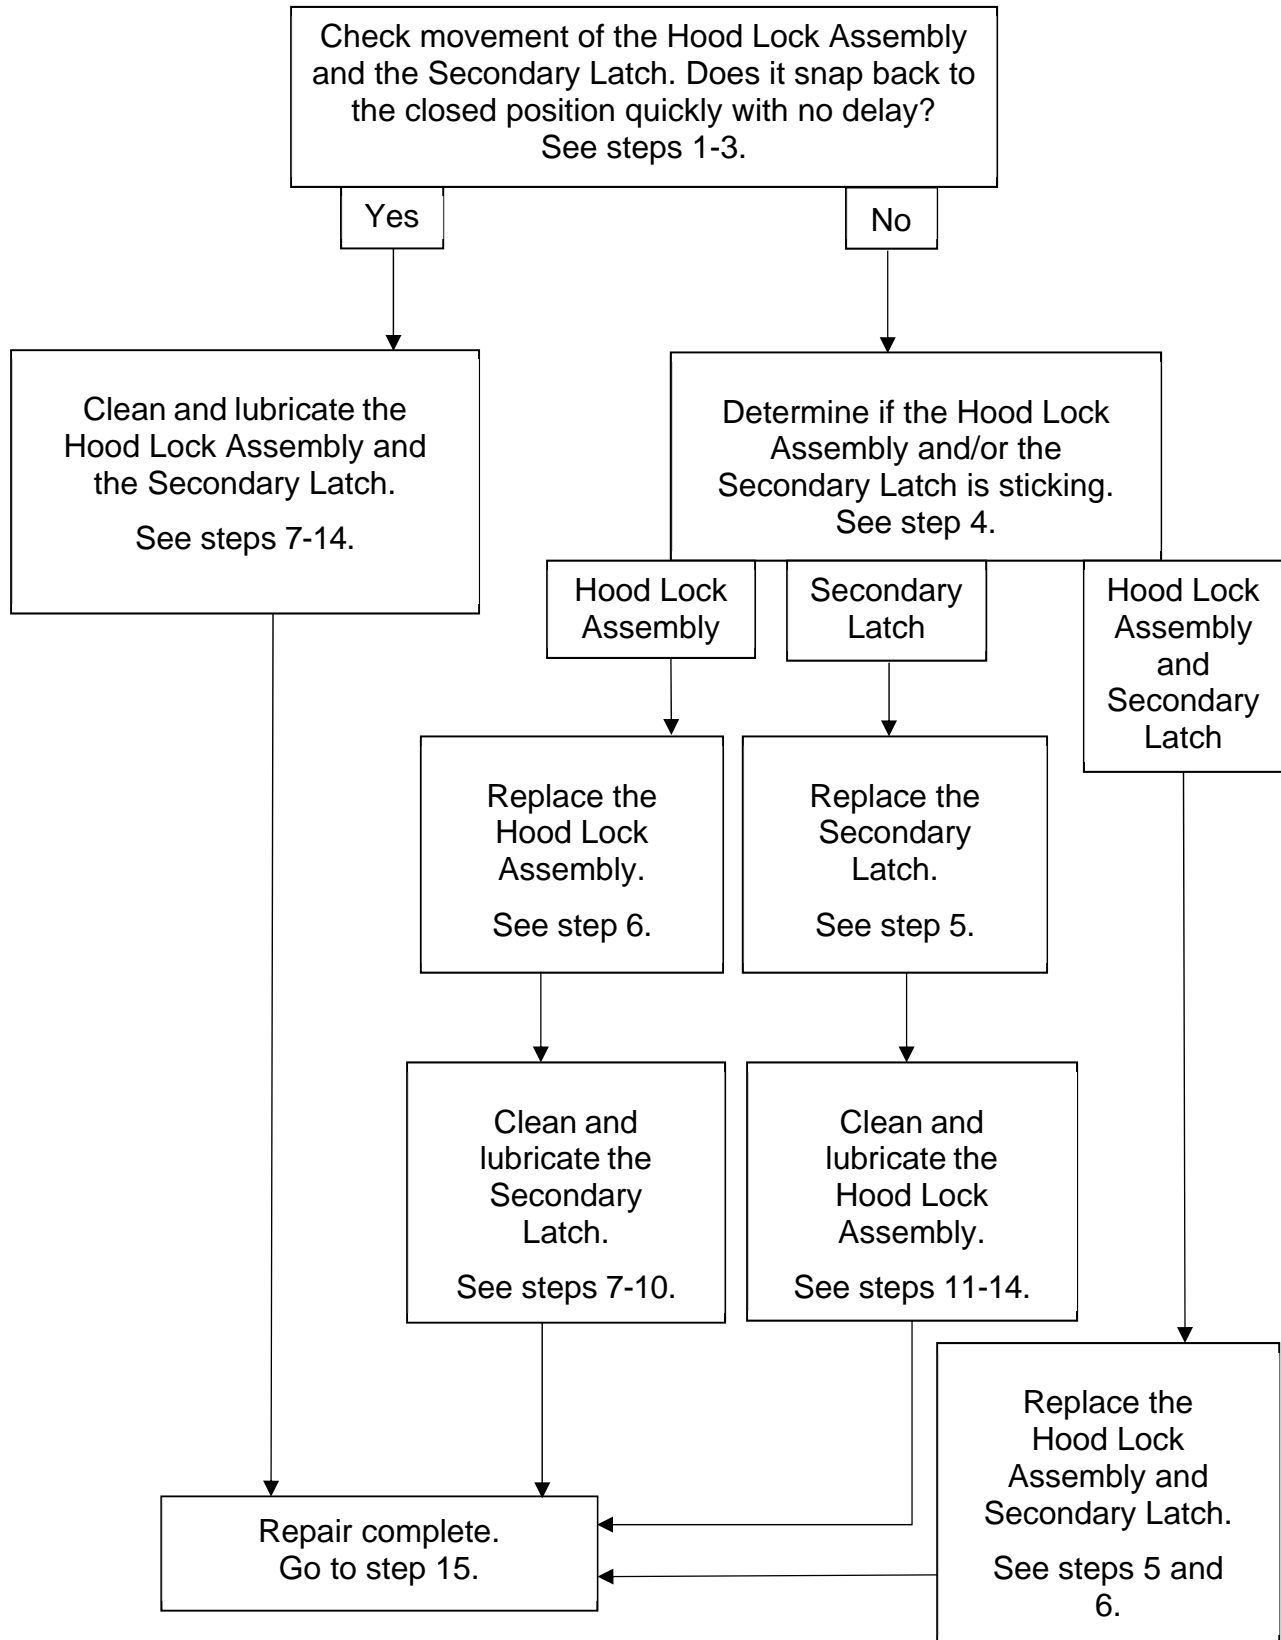 Check movement of the Hood Lock Assembly
and the Secondary Latch. Does it snap back to
the closed position quickly with no delay?
See steps 1-3.
Yes
No
Clean and lubricate the
Hood Lock Assembly and
the Secondary Latch.
See steps 7-14.
Determine if the Hood Lock
Assembly and/or the
Secondary Latch is sticking.
See step 4.
Hood Lock
Assembly
Secondary
Latch
Hood Lock
Assembly
and
Secondary
Latch
Replace the
Hood Lock
Assembly.
See step 6.
Replace the
Secondary
Latch.
See step 5.
Clean and
lubricate the
Secondary
Latch.
See steps 7-10.
Clean and
lubricate the
Hood Lock
Assembly.
See steps 11-14.
Replace the
Hood Lock
Assembly and
Secondary Latch.
See steps 5 and
6.
Repair complete.
Go to step 15.